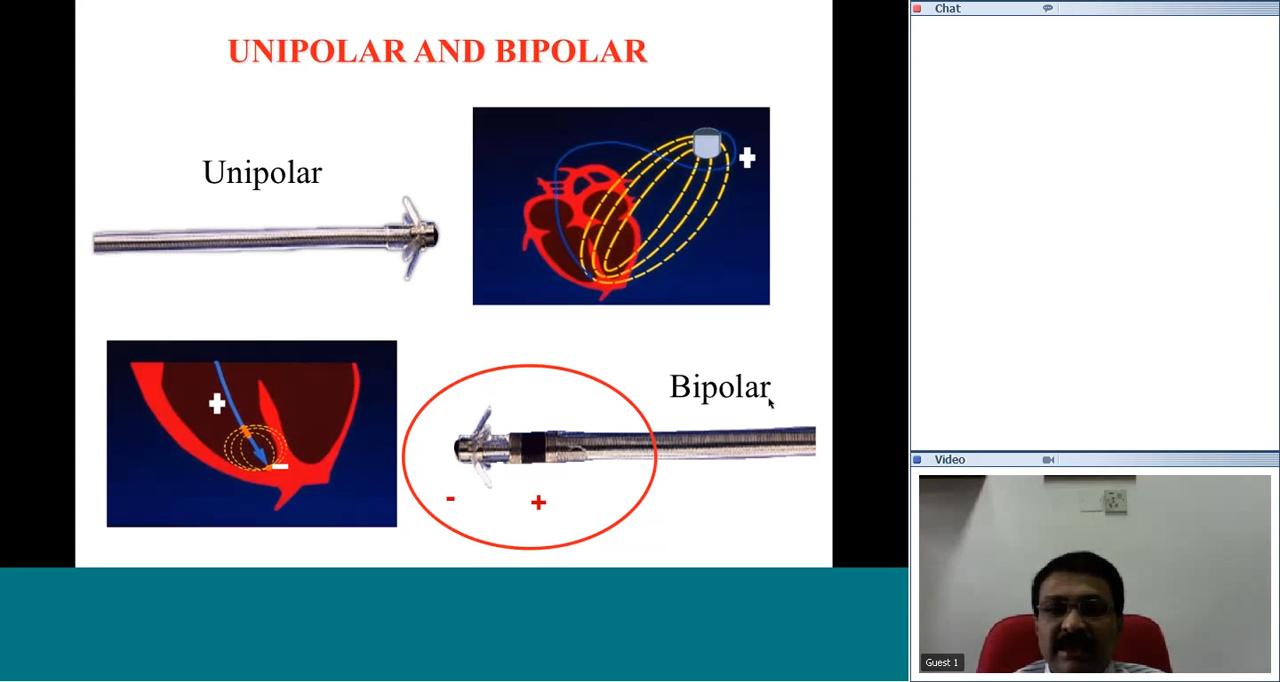 UNIPOLAR AND BIPOLAR
Unipolar
+
+
-
Bipolar
-
+
Chat
Video
Guest 1